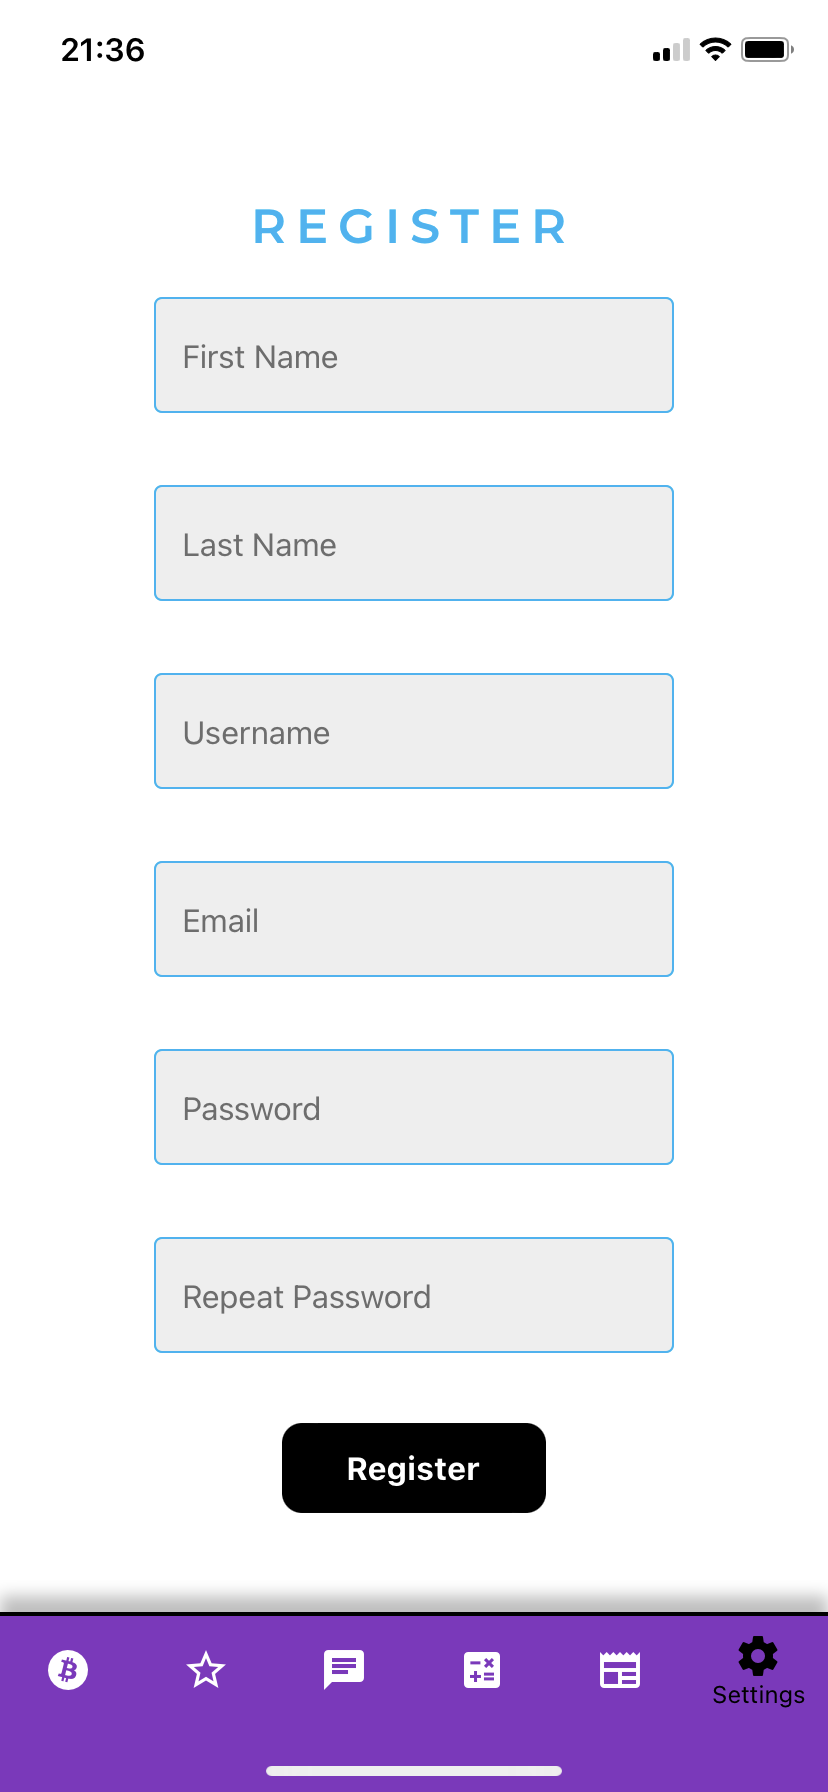 21:36
REGISTER
First Name
Last Name
Username
Email
Password
Repeat Password
Register
Settings